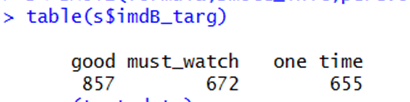 > table(s$imdB_targ)
good must_watch one time
857 672 655